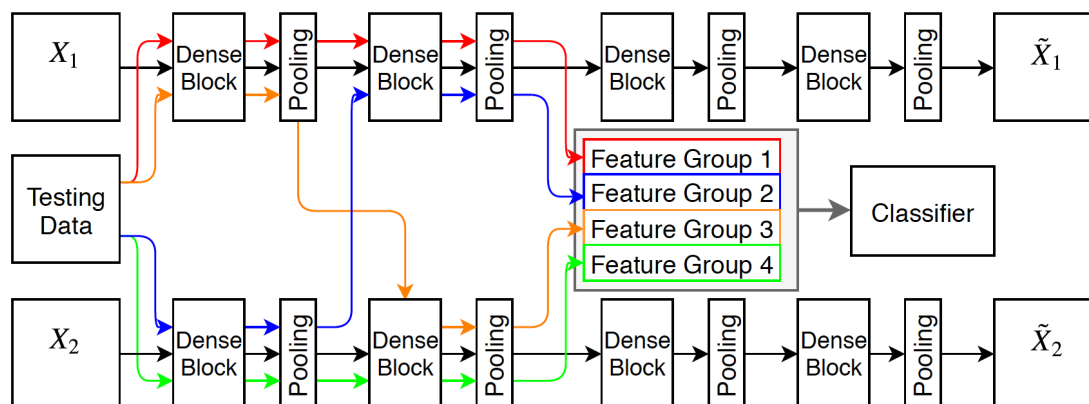 X₁
Dense
Block
Pooling
Dense
Block
Pooling
Dense
Block
Pooling
Dense
Block
Pooling
X̃₁
Testing
Data
Feature Group 1
Feature Group 2
Feature Group 3
Feature Group 4
Classifier
X₂
Dense
Block
Pooling
Dense
Block
Pooling
Dense
Block
Pooling
Dense
Block
Pooling
X̃₂